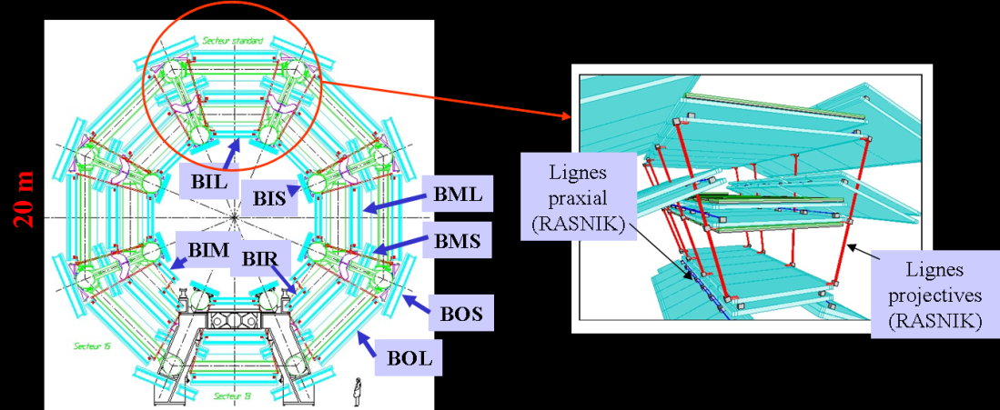 20 m
Secteur standard
BIL
BIS
BML
BMS
BIM
BIR
BOS
BOL
Secteur 15
Secteur 13
Lignes
praxial
(RASNIK)
Lignes
projectives
(RASNIK)